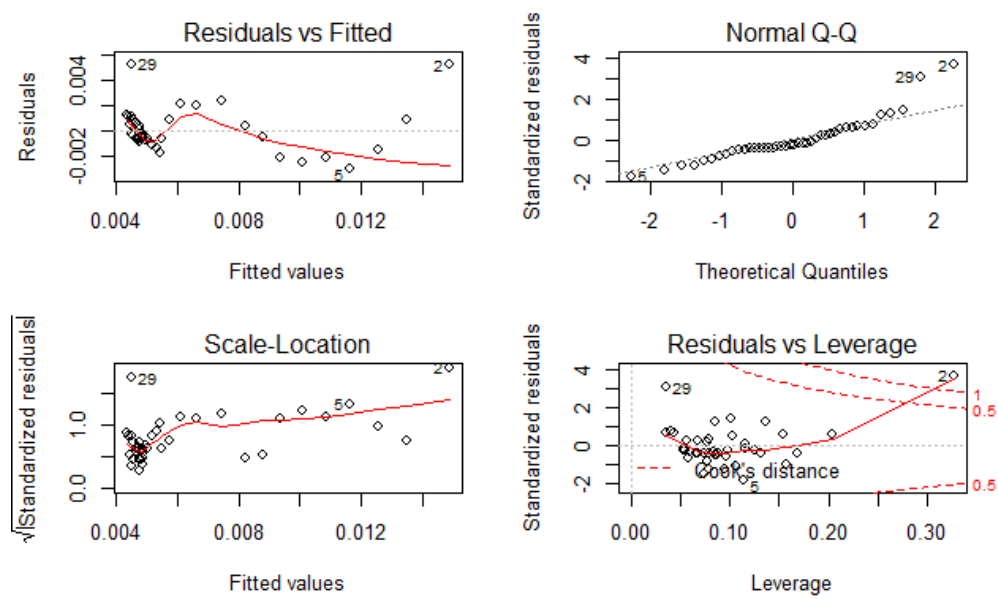 Residuals vs Fitted
Residuals
-0.002 0.004
29
2
5
0.004 0.008 0.012
Fitted values
Normal Q-Q
Standardized residuals
-2 0 2 4
29
2
5
-2 -1 0 1 2
Theoretical Quantiles
Scale-Location
√|Standardized residuals|
0.0 1.0
29
2
5
0.004 0.008 0.012
Fitted values
Residuals vs Leverage
Standardized residuals
-2 0 2 4
29
2
5
Cook's distance
1
0.5
0.5
0.00 0.10 0.20 0.30
Leverage